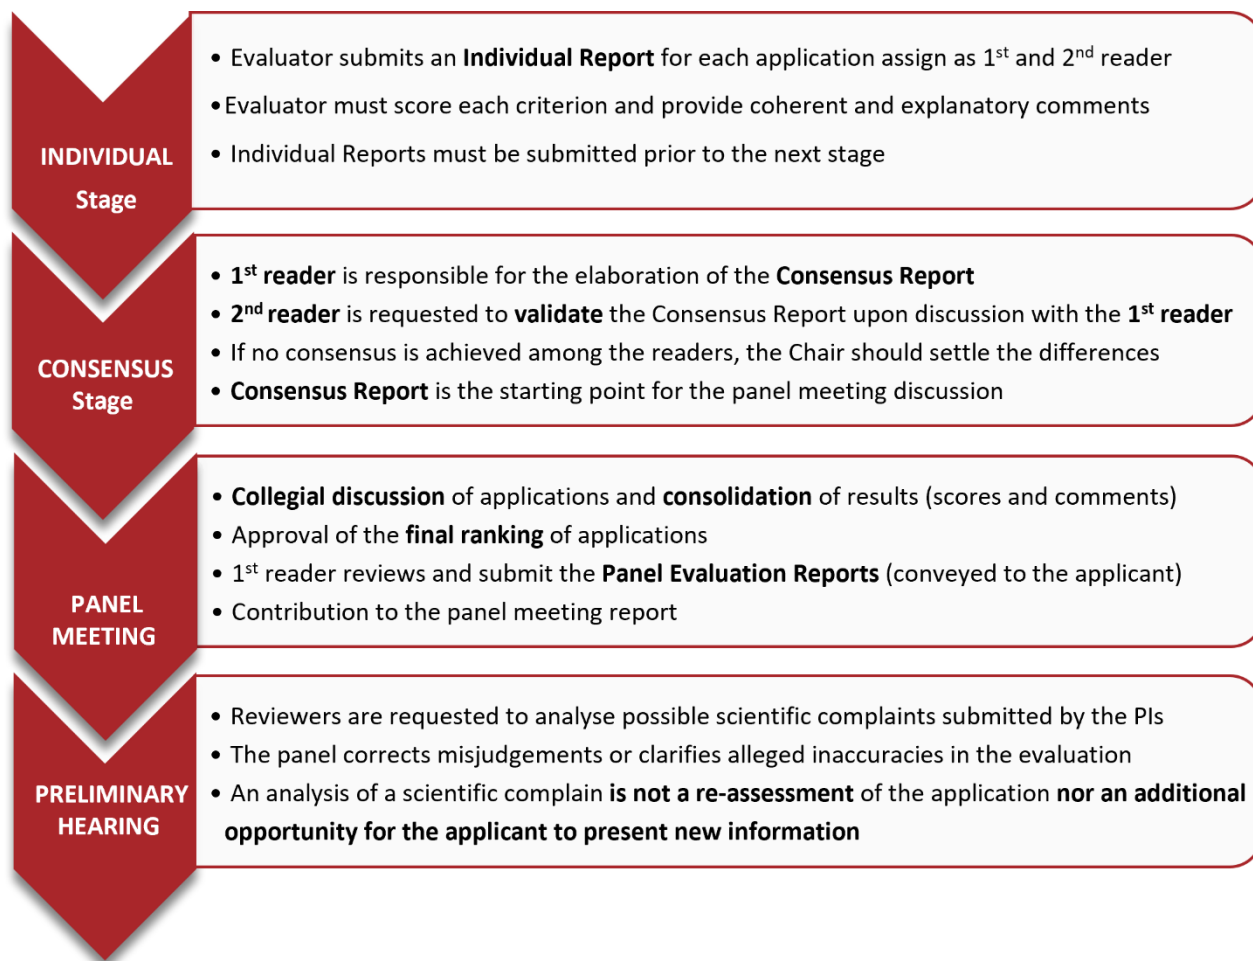 INDIVIDUAL
Stage
• Evaluator submits an Individual Report for each application assign as 1st and 2nd reader
•Evaluator must score each criterion and provide coherent and explanatory comments
• Individual Reports must be submitted prior to the next stage
CONSENSUS
Stage
• 1st reader is responsible for the elaboration of the Consensus Report
• 2nd reader is requested to validate the Consensus Report upon discussion with the 1st reader
• If no consensus is achieved among the readers, the Chair should settle the differences
• Consensus Report is the starting point for the panel meeting discussion
PANEL
MEETING
• Collegial discussion of applications and consolidation of results (scores and comments)
• Approval of the final ranking of applications
• 1st reader reviews and submit the Panel Evaluation Reports (conveyed to the applicant)
• Contribution to the panel meeting report
PRELIMINARY
HEARING
• Reviewers are requested to analyse possible scientific complaints submitted by the PIs
• The panel corrects misjudgements or clarifies alleged inaccuracies in the evaluation
• An analysis of a scientific complain is not a re-assessment of the application nor an additional
opportunity for the applicant to present new information